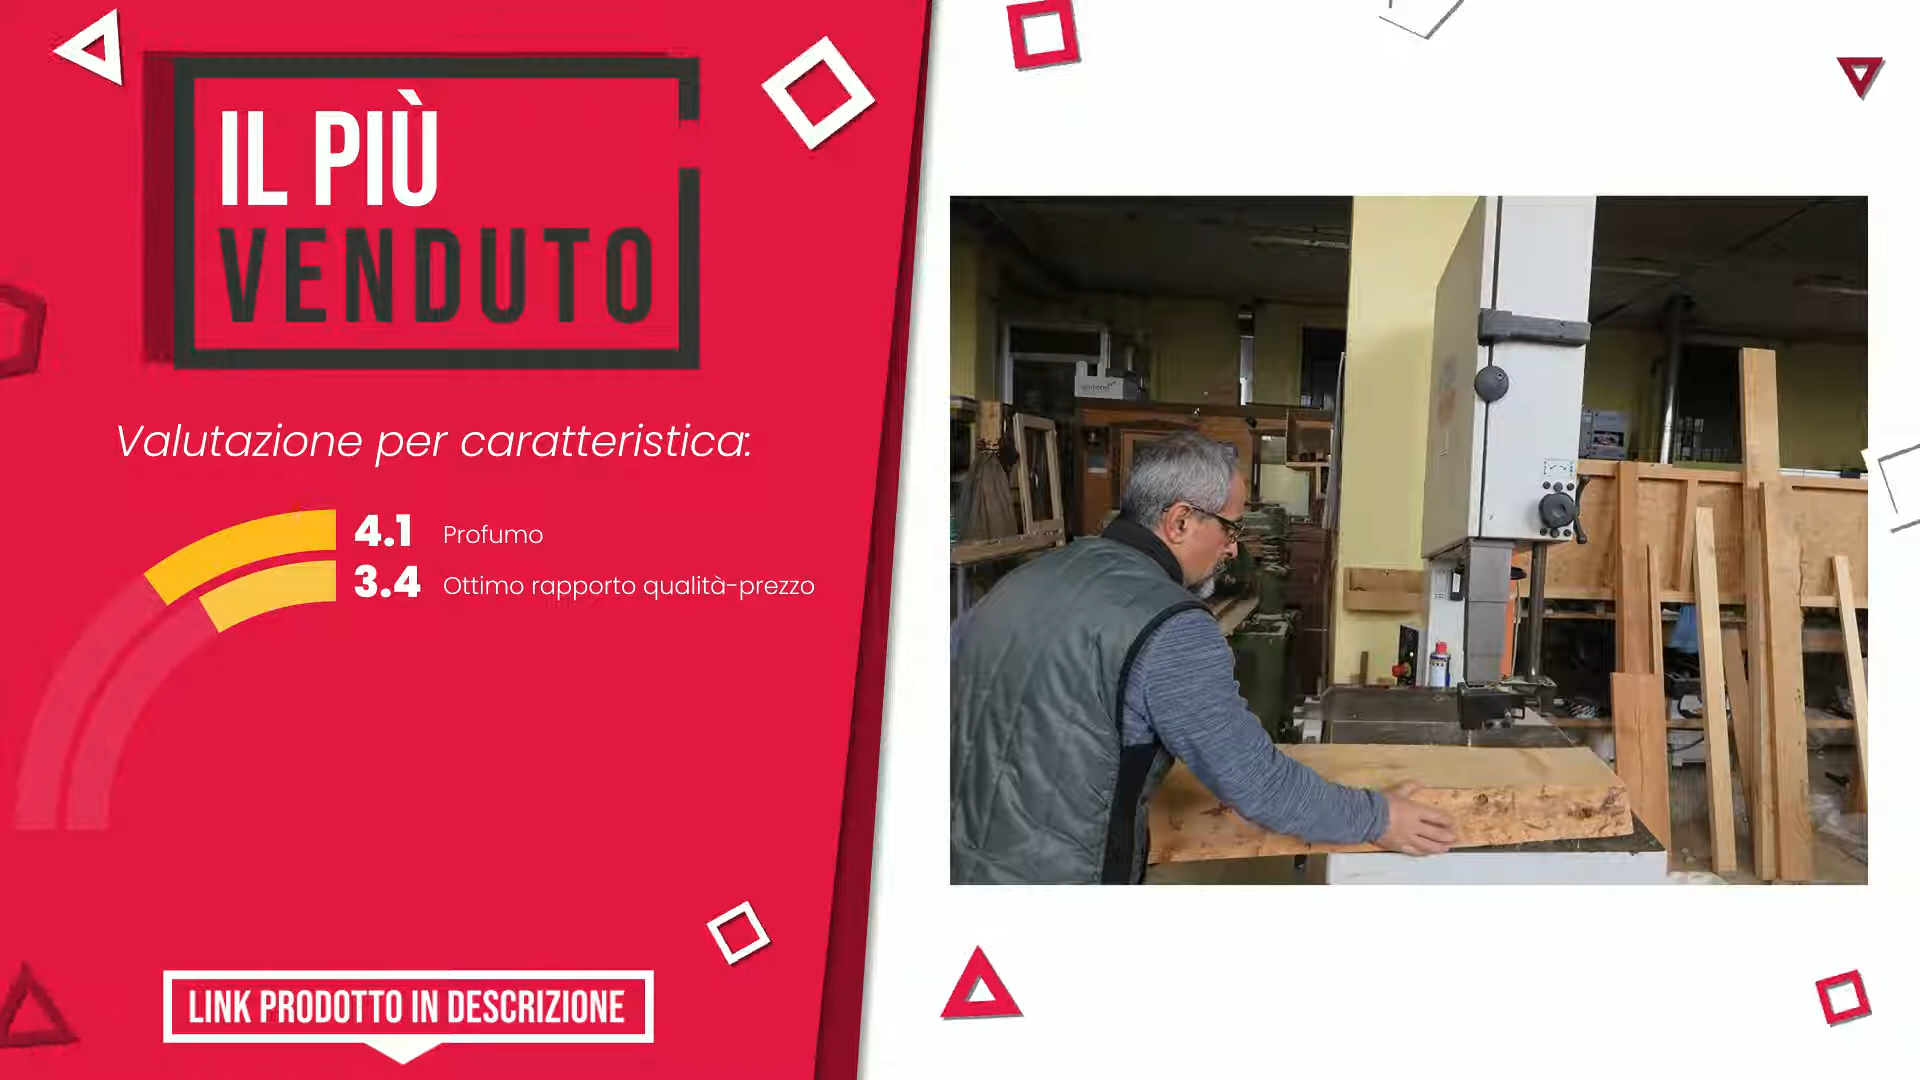 IL PIÙ
VENDUTO
Valutazione per caratteristica:
4.1 Profumo
3.4 Ottimo rapporto qualità-prezzo
LINK PRODOTTO IN DESCRIZIONE